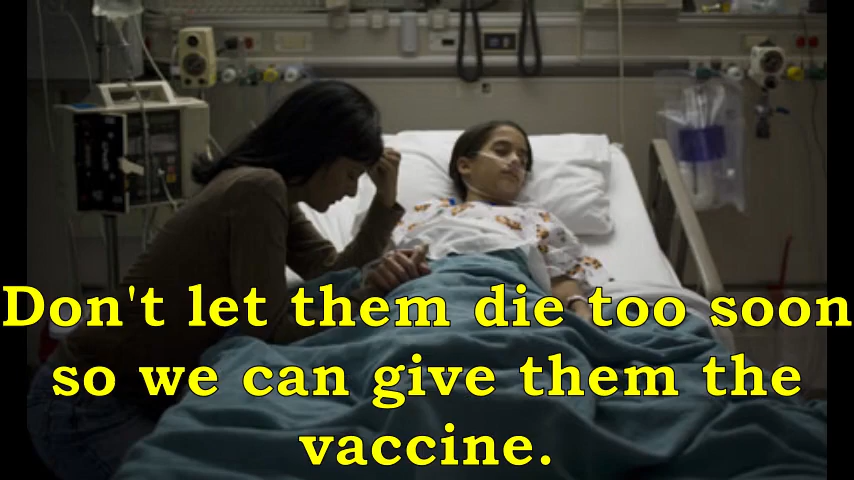 Don't let them die too soon
so we can give them the
vaccine.